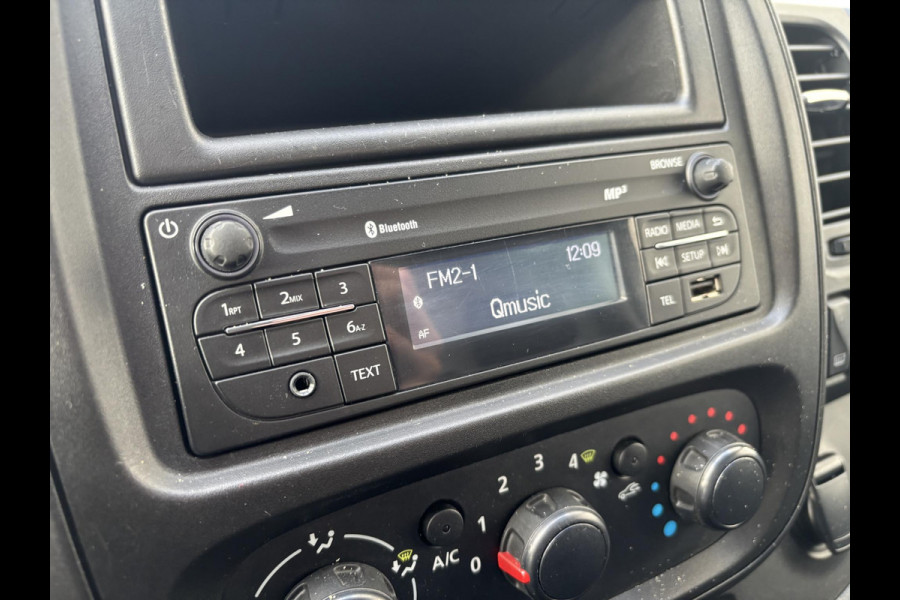 BROWSE
MP3
Bluetooth
RADIO MEDIA
SETUP
TEL
FM2-1 12:09
Qmusic
AF
1RPT 2MIX 3
4 5 6A-Z
TEXT
0 1 2 3 4
A/C